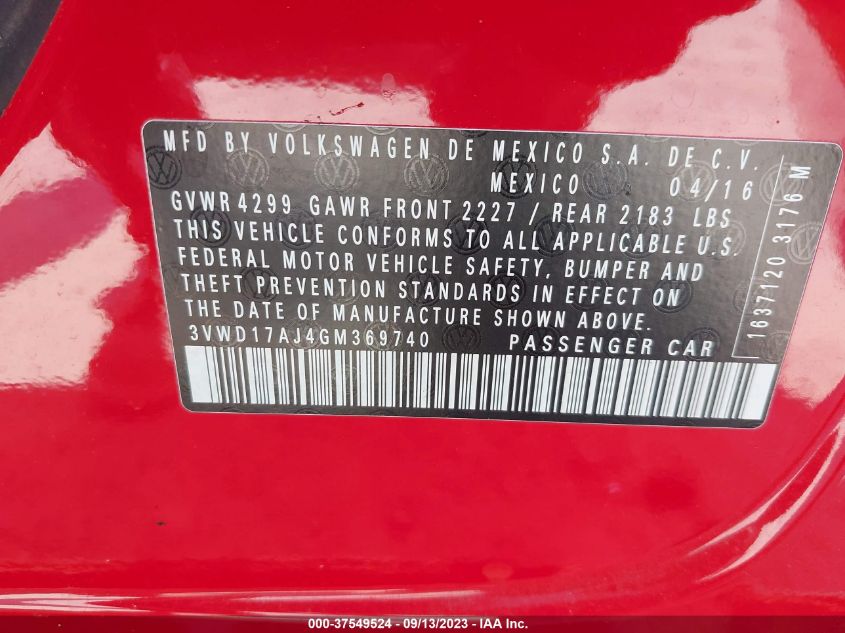 MFD BY VOLKSWAGEN DE MEXICO S.A. DE C.V.
MEXICO 04/16
GVWR 4299 GAWR FRONT 2227 / REAR 2183 LBS
THIS VEHICLE CONFORMS TO ALL APPLICABLE U.S.
FEDERAL MOTOR VEHICLE SAFETY, BUMPER AND
THEFT PREVENTION STANDARDS IN EFFECT ON
THE DATE OF MANUFACTURE SHOWN ABOVE.
3VWD17AJ4GM369740 PASSENGER CAR
1637120 3176 M
000-37549524 - 09/13/2023 - IAA Inc.